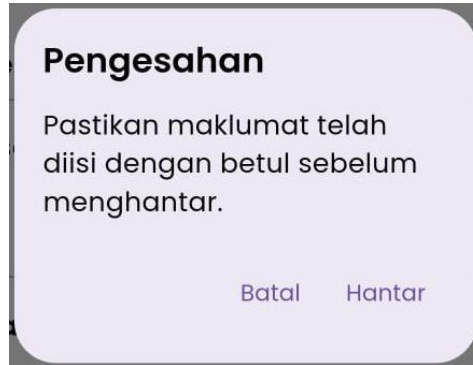 Pengesahan
Pastikan maklumat telah
diisi dengan betul sebelum
menghantar.
Batal Hantar